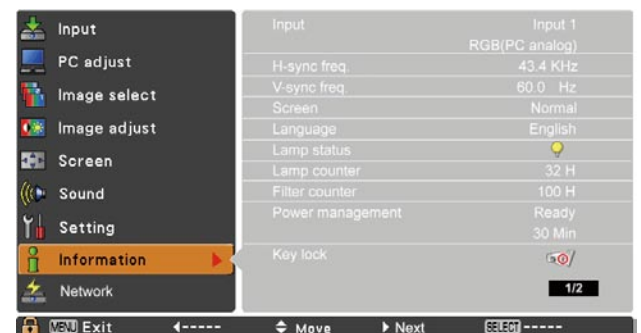 Input
PC adjust
Image select
Image adjust
Screen
Sound
Setting
Information
Network
Input Input 1
RGB(PC analog)
H-sync freq. 43.4 KHz
V-sync freq. 60.0 Hz
Screen Normal
Language English
Lamp status
Lamp counter 32 H
Filter counter 100 H
Power management Ready
30 Min
Key lock
1/2
MENU Exit ◀----- Move ▶ Next SELECT -----